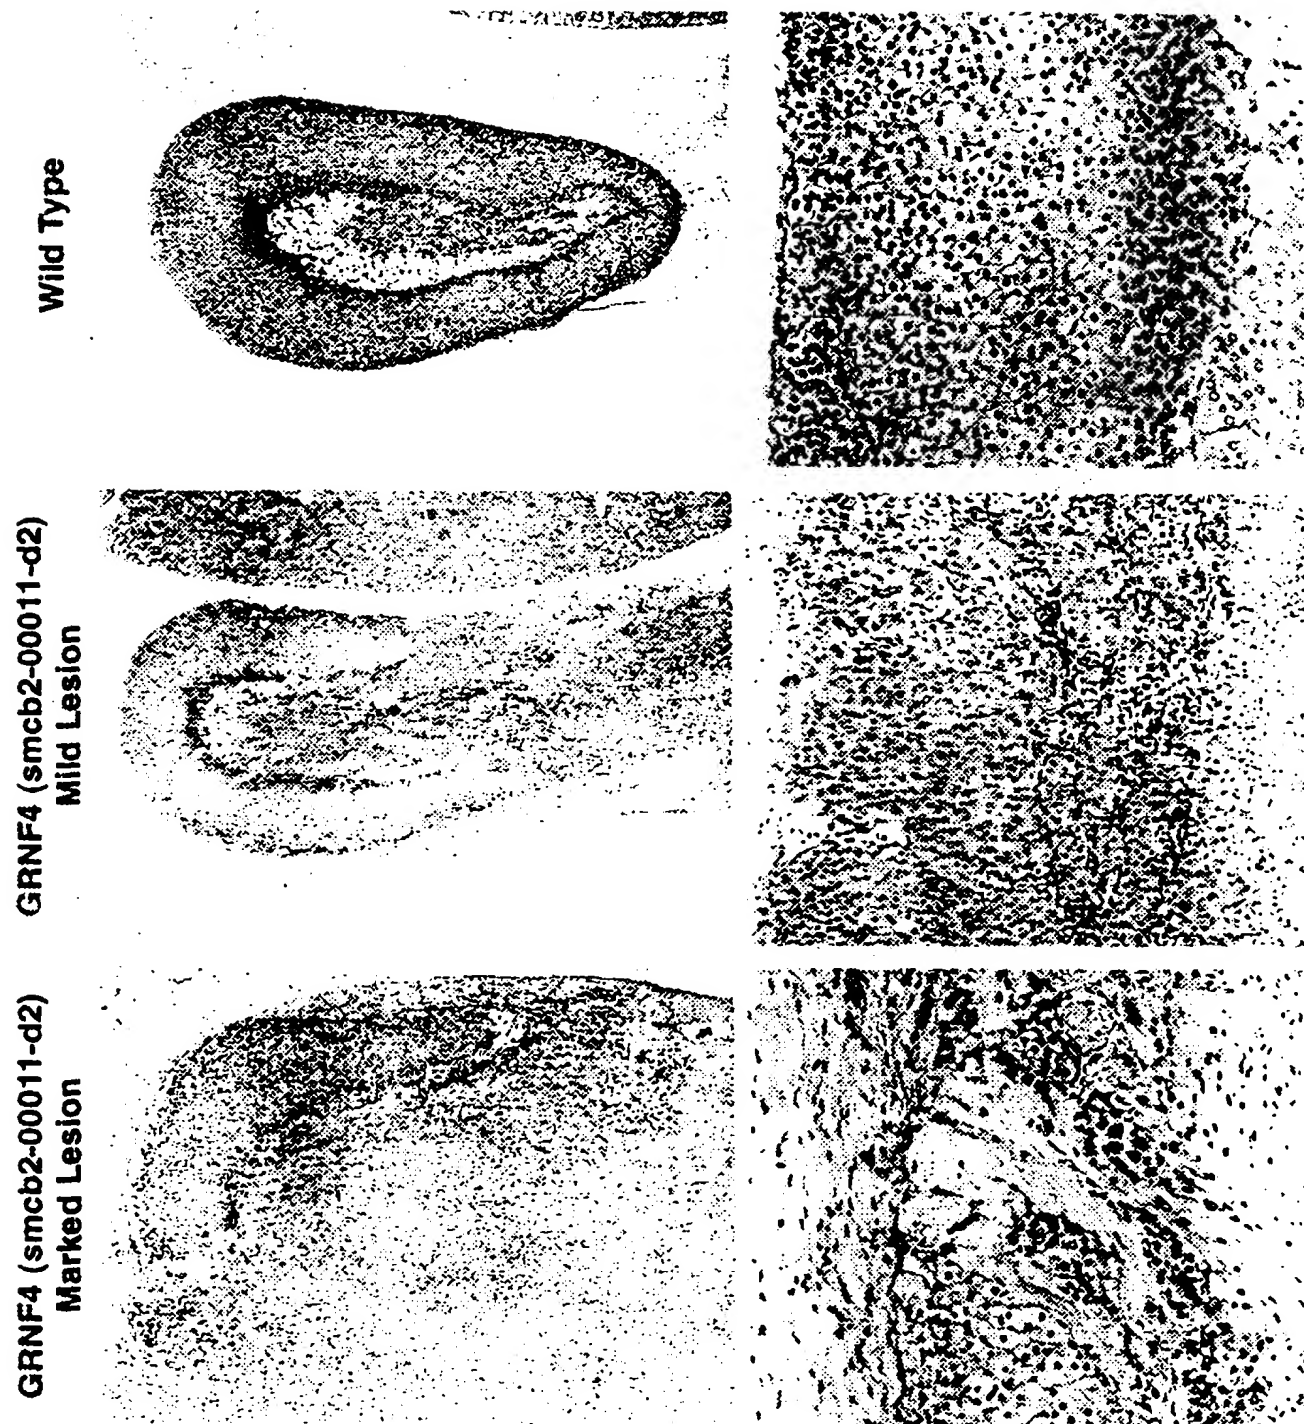 Wild Type
GRNF4 (smcb2-00011-d2)
Mild Lesion
GRNF4 (smcb2-00011-d2)
Marked Lesion